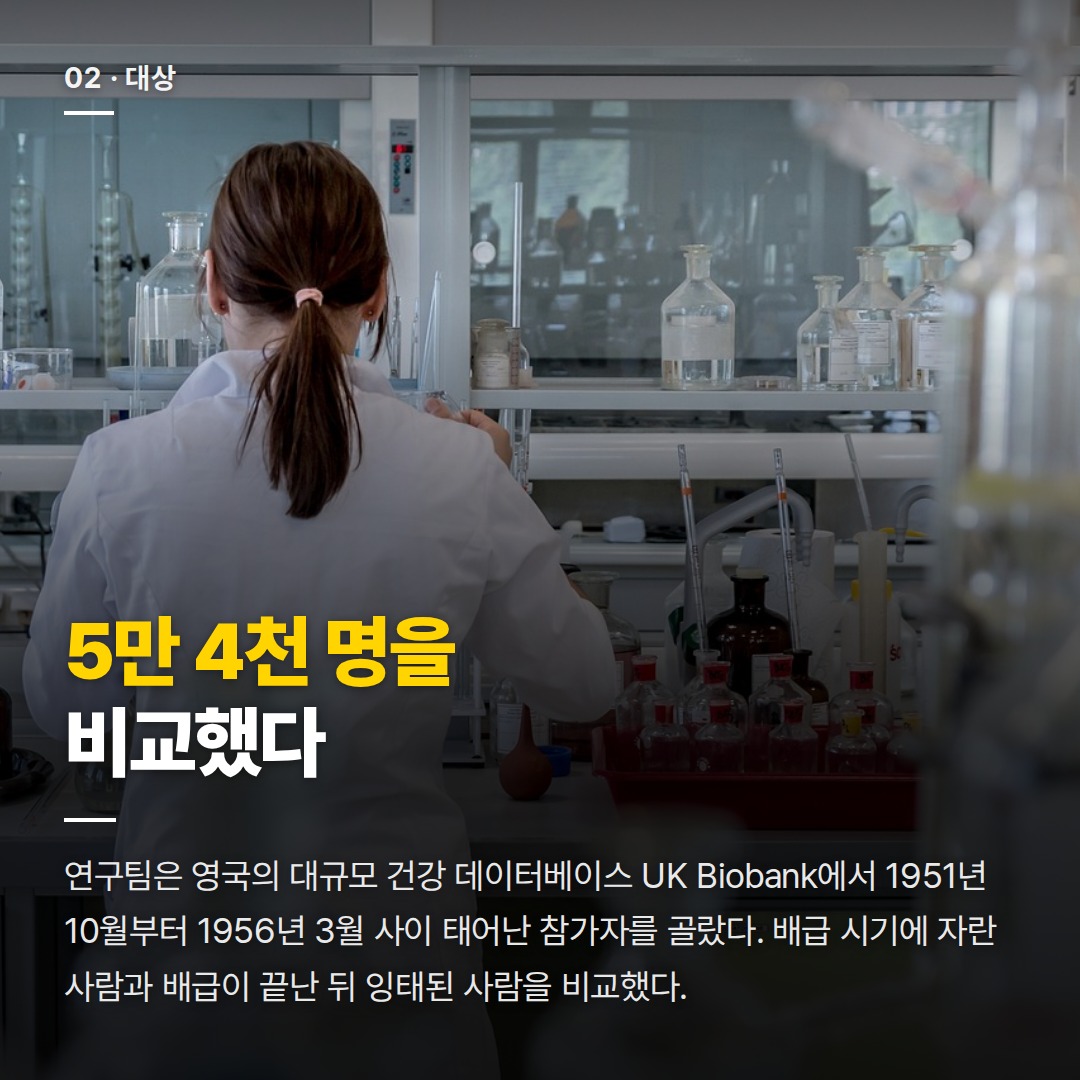 02 · 대상
5만 4천 명을
비교했다
연구팀은 영국의 대규모 건강 데이터베이스 UK Biobank에서 1951년
10월부터 1956년 3월 사이 태어난 참가자를 골랐다. 배급 시기에 자란
사람과 배급이 끝난 뒤 잉태된 사람을 비교했다.